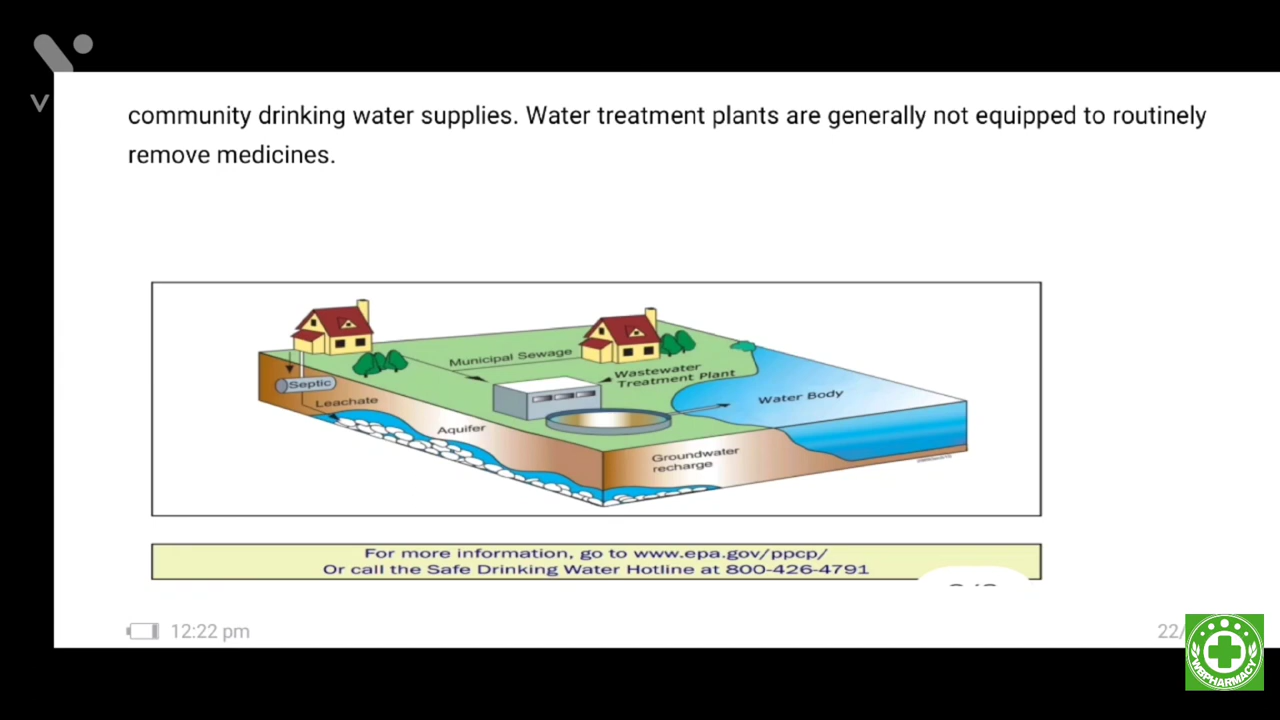 V
community drinking water supplies. Water treatment plants are generally not equipped to routinely
remove medicines.
Municipal Sewage
Wastewater
Treatment Plant
Septic
Leachate
Water Body
Aquifer
Groundwater
recharge
For more information, go to www.epa.gov/ppcp/
Or call the Safe Drinking Water Hotline at 800-426-4791
12:22 pm
22/
WBPHARMACY